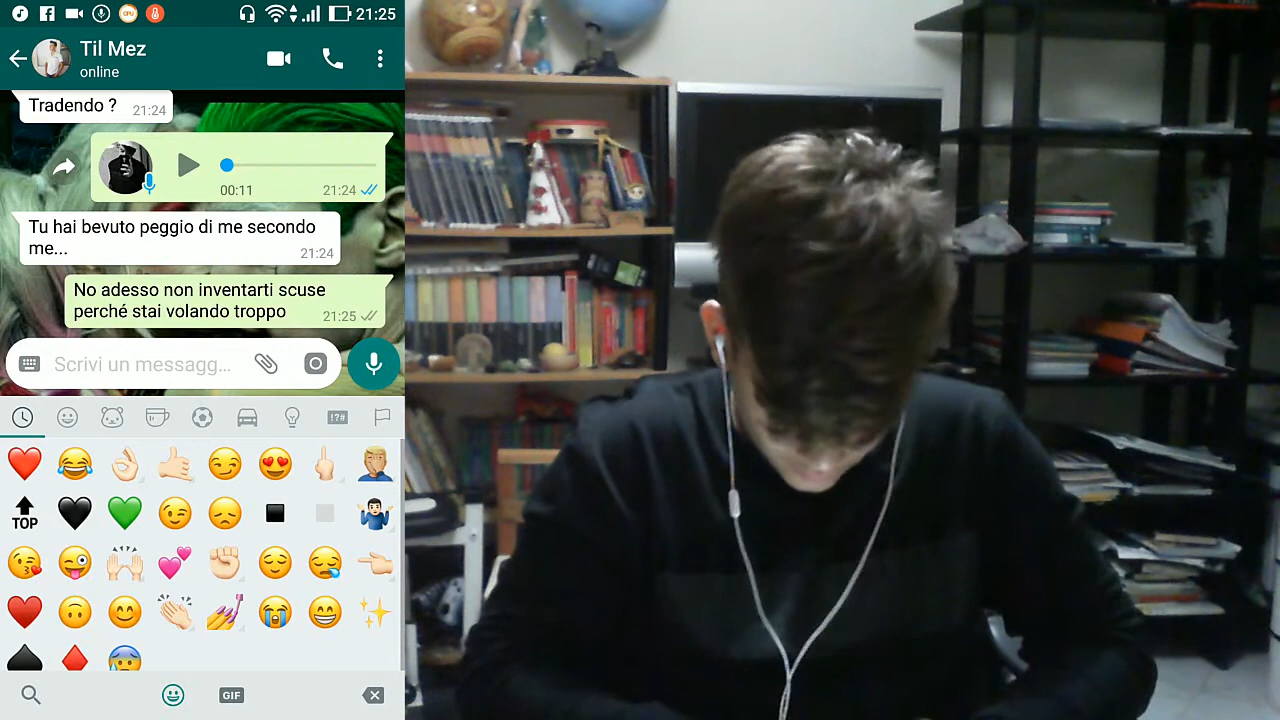 21:25
Til Mez
online
Tradendo ? 21:24
00:11 21:24
Tu hai bevuto peggio di me secondo
me... 21:24
No adesso non inventarti scuse
perché stai volando troppo 21:25
Scrivi un messagg...
!?#
TOP
GIF